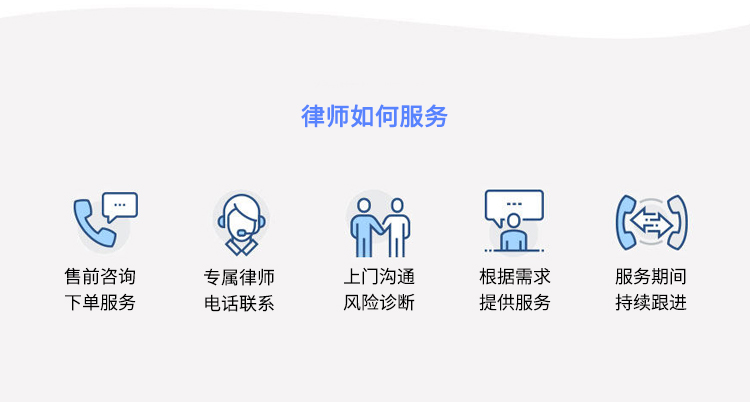 律师如何服务
售前咨询
下单服务
专属律师
电话联系
上门沟通
风险诊断
根据需求
提供服务
服务期间
持续跟进